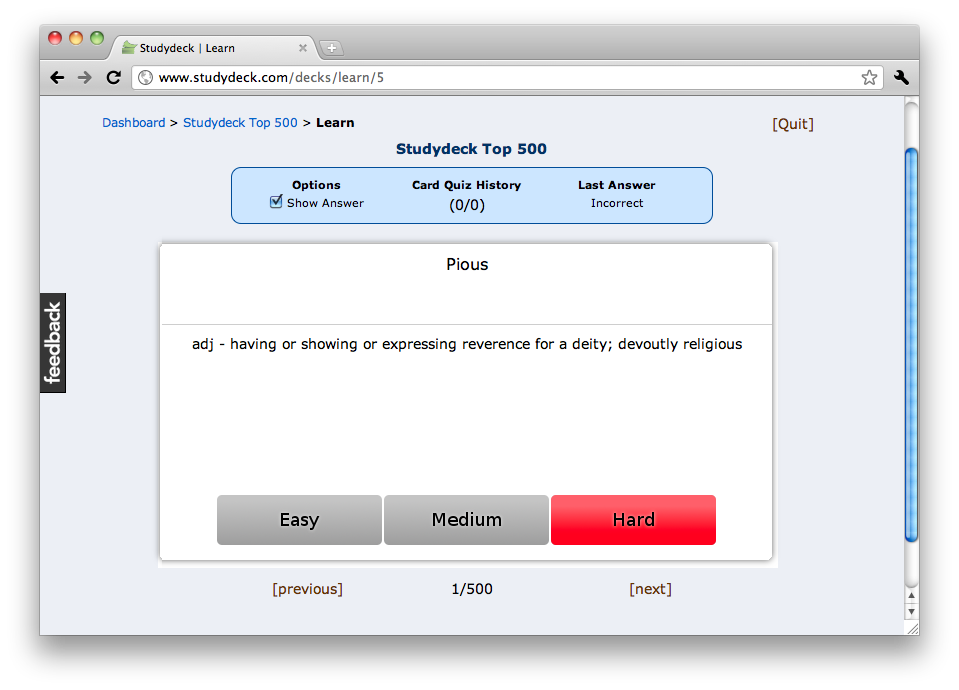 Studydeck | Learn
www.studydeck.com/decks/learn/5
Dashboard > Studydeck Top 500 > Learn
[Quit]
Studydeck Top 500
Options Card Quiz History Last Answer
Show Answer (0/0) Incorrect
Pious
feedback
adj - having or showing or expressing reverence for a deity; devoutly religious
Easy Medium Hard
[previous] 1/500 [next]